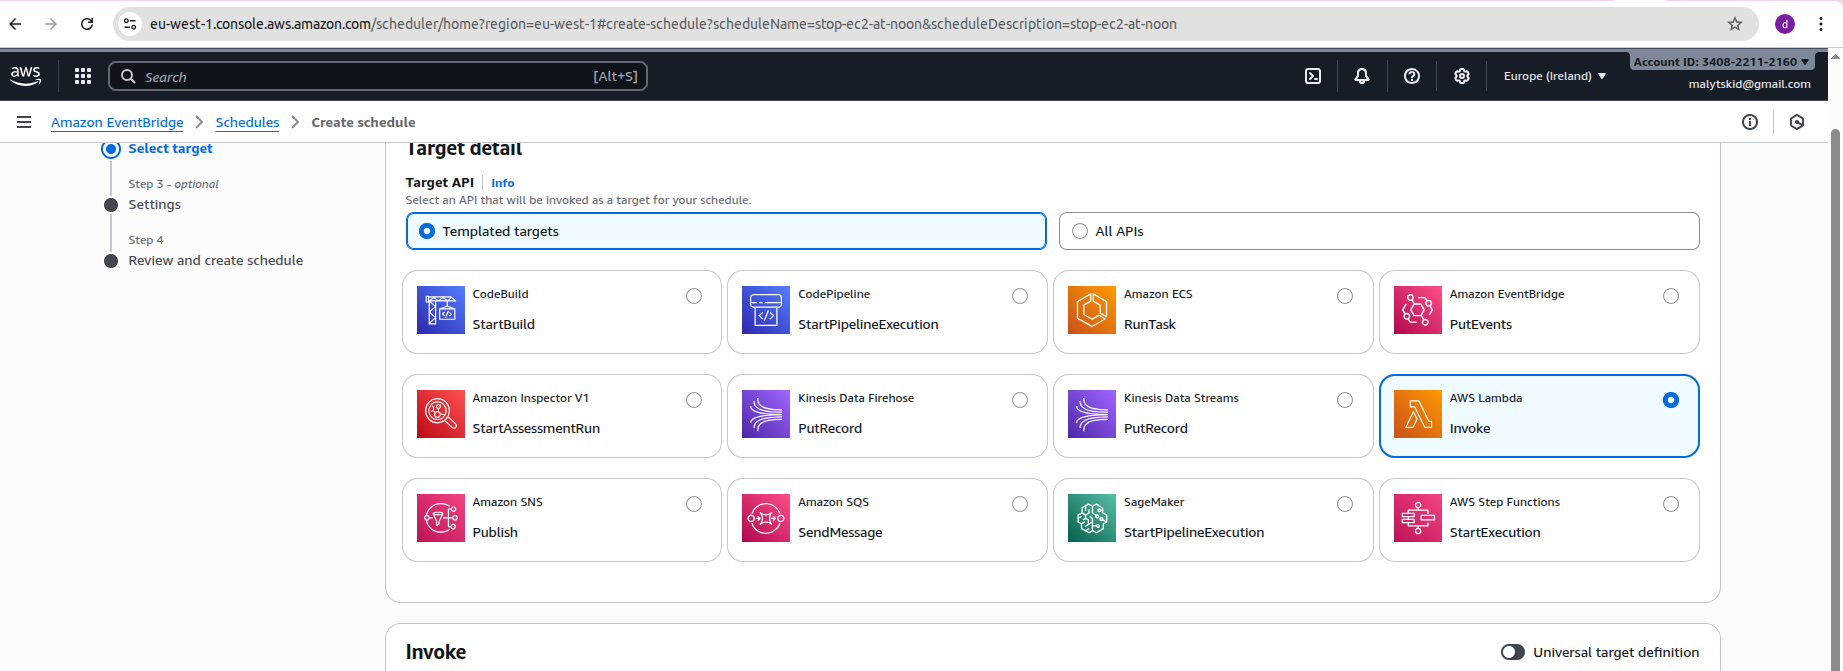 eu-west-1.console.aws.amazon.com/scheduler/home?region=eu-west-1#create-schedule?scheduleName=stop-ec2-at-noon&scheduleDescription=stop-ec2-at-noon
d
aws
Search
[Alt+S]
Europe (Ireland)
Account ID: 3408-2211-2160
malytskid@gmail.com
Amazon EventBridge
Schedules
Create schedule
Select target
Step 3 - optional
Settings
Step 4
Review and create schedule
Target detail
Target API
Info
Select an API that will be invoked as a target for your schedule.
Templated targets
All APIs
CodeBuild
StartBuild
CodePipeline
StartPipelineExecution
Amazon ECS
RunTask
Amazon EventBridge
PutEvents
Amazon Inspector V1
StartAssessmentRun
Kinesis Data Firehose
PutRecord
Kinesis Data Streams
PutRecord
AWS Lambda
Invoke
Amazon SNS
Publish
Amazon SQS
SendMessage
SageMaker
StartPipelineExecution
AWS Step Functions
StartExecution
Invoke
Universal target definition